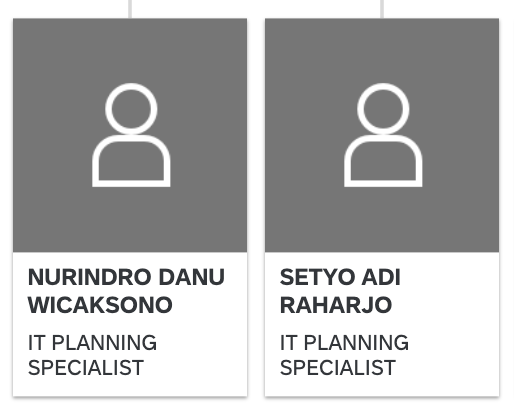 NURINDRO DANU
WICAKSONO
IT PLANNING
SPECIALIST
SETYO ADI
RAHARJO
IT PLANNING
SPECIALIST